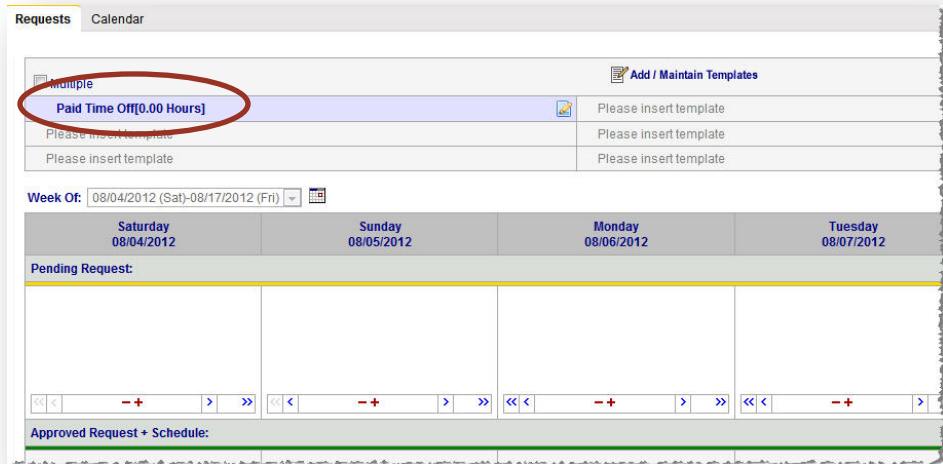 Requests Calendar
Multiple Add / Maintain Templates
Paid Time Off[0.00 Hours] Please insert template
Please insert template Please insert template
Please insert template Please insert template
Week Of: 08/04/2012 (Sat)-08/17/2012 (Fri)
Saturday Sunday Monday Tuesday
08/04/2012 08/05/2012 08/06/2012 08/07/2012
Pending Request:
<< < − + > >> << < − + > >> << < − + > >> << < − + >
Approved Request + Schedule: